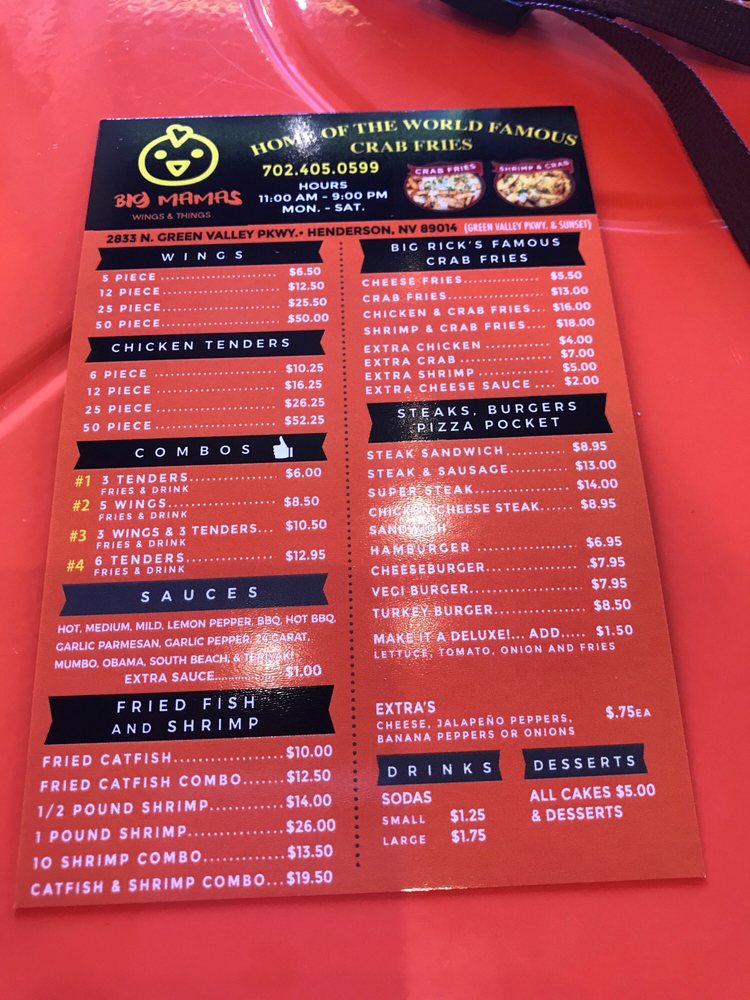 HOME OF THE WORLD FAMOUS
CRAB FRIES
702.405.0599
HOURS
11:00 AM - 9:00 PM
MON. - SAT.
CRAB FRIES
SHRIMP & CRAB
BIG MAMAS
WINGS & THINGS
2833 N. GREEN VALLEY PKWY. • HENDERSON, NV 89014 (GREEN VALLEY PKWY. & SUNSET)
WINGS
5 PIECE ...................... $6.50
12 PIECE ...................... $12.50
25 PIECE ...................... $25.50
50 PIECE ...................... $50.00
CHICKEN TENDERS
6 PIECE ...................... $10.25
12 PIECE ...................... $16.25
25 PIECE ...................... $26.25
50 PIECE ...................... $52.25
COMBOS
#1 3 TENDERS ................ $6.00
FRIES & DRINK
#2 5 WINGS ................ $8.50
FRIES & DRINK
#3 3 WINGS & 3 TENDERS... $10.50
FRIES & DRINK
#4 6 TENDERS ................ $12.95
FRIES & DRINK
SAUCES
HOT, MEDIUM, MILD, LEMON PEPPER, BBQ, HOT BBQ,
GARLIC PARMESAN, GARLIC PEPPER, 24 CARAT,
MUMBO, OBAMA, SOUTH BEACH, & TERIYAKI
EXTRA SAUCE............ $1.00
FRIED FISH
AND SHRIMP
FRIED CATFISH................ $10.00
FRIED CATFISH COMBO....... $12.50
1/2 POUND SHRIMP............ $14.00
1 POUND SHRIMP............... $26.00
10 SHRIMP COMBO............. $13.50
CATFISH & SHRIMP COMBO... $19.50
BIG RICK'S FAMOUS
CRAB FRIES
CHEESE FRIES................ $5.50
CRAB FRIES.................. $13.00
CHICKEN & CRAB FRIES... $16.00
SHRIMP & CRAB FRIES.... $18.00
EXTRA CHICKEN ............. $4.00
EXTRA CRAB .................. $7.00
EXTRA SHRIMP ............... $5.00
EXTRA CHEESE SAUCE .... $2.00
STEAKS, BURGERS
PIZZA POCKET
STEAK SANDWICH............ $8.95
STEAK & SAUSAGE........... $13.00
SUPER STEAK................. $14.00
CHICKEN CHEESE STEAK...... $8.95
SANDWICH
HAMBURGER ................ $6.95
CHEESEBURGER.............. $7.95
VEGI BURGER................. $7.95
TURKEY BURGER.............. $8.50
MAKE IT A DELUXE!... ADD..... $1.50
LETTUCE, TOMATO, ONION AND FRIES
EXTRA'S
CHEESE, JALAPEÑO PEPPERS, $.75EA
BANANA PEPPERS OR ONIONS
DRINKS
SODAS
SMALL $1.25
LARGE $1.75
DESSERTS
ALL CAKES $5.00
& DESSERTS